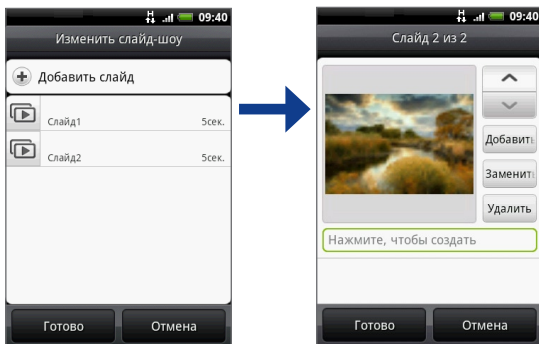 H 09:40
Изменить слайд-шоу
Добавить слайд
Слайд1 5сек.
Слайд2 5сек.
Готово Отмена
H 09:40
Слайд 2 из 2
Добавить
Заменить
Удалить
Нажмите, чтобы создать
Готово Отмена